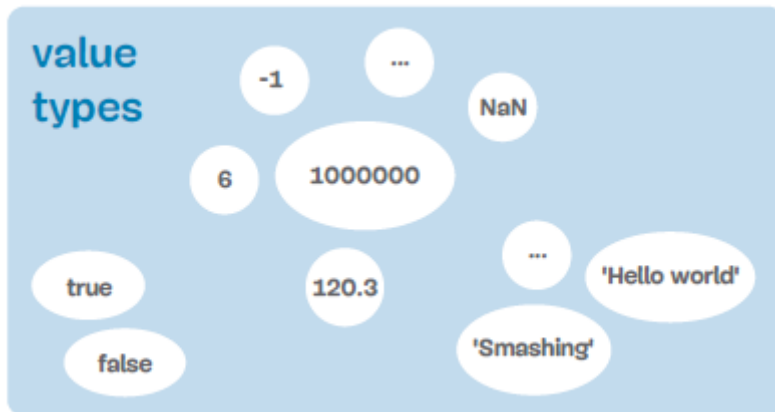 value
types
-1
...
NaN
6
1000000
...
'Hello world'
true
120.3
'Smashing'
false